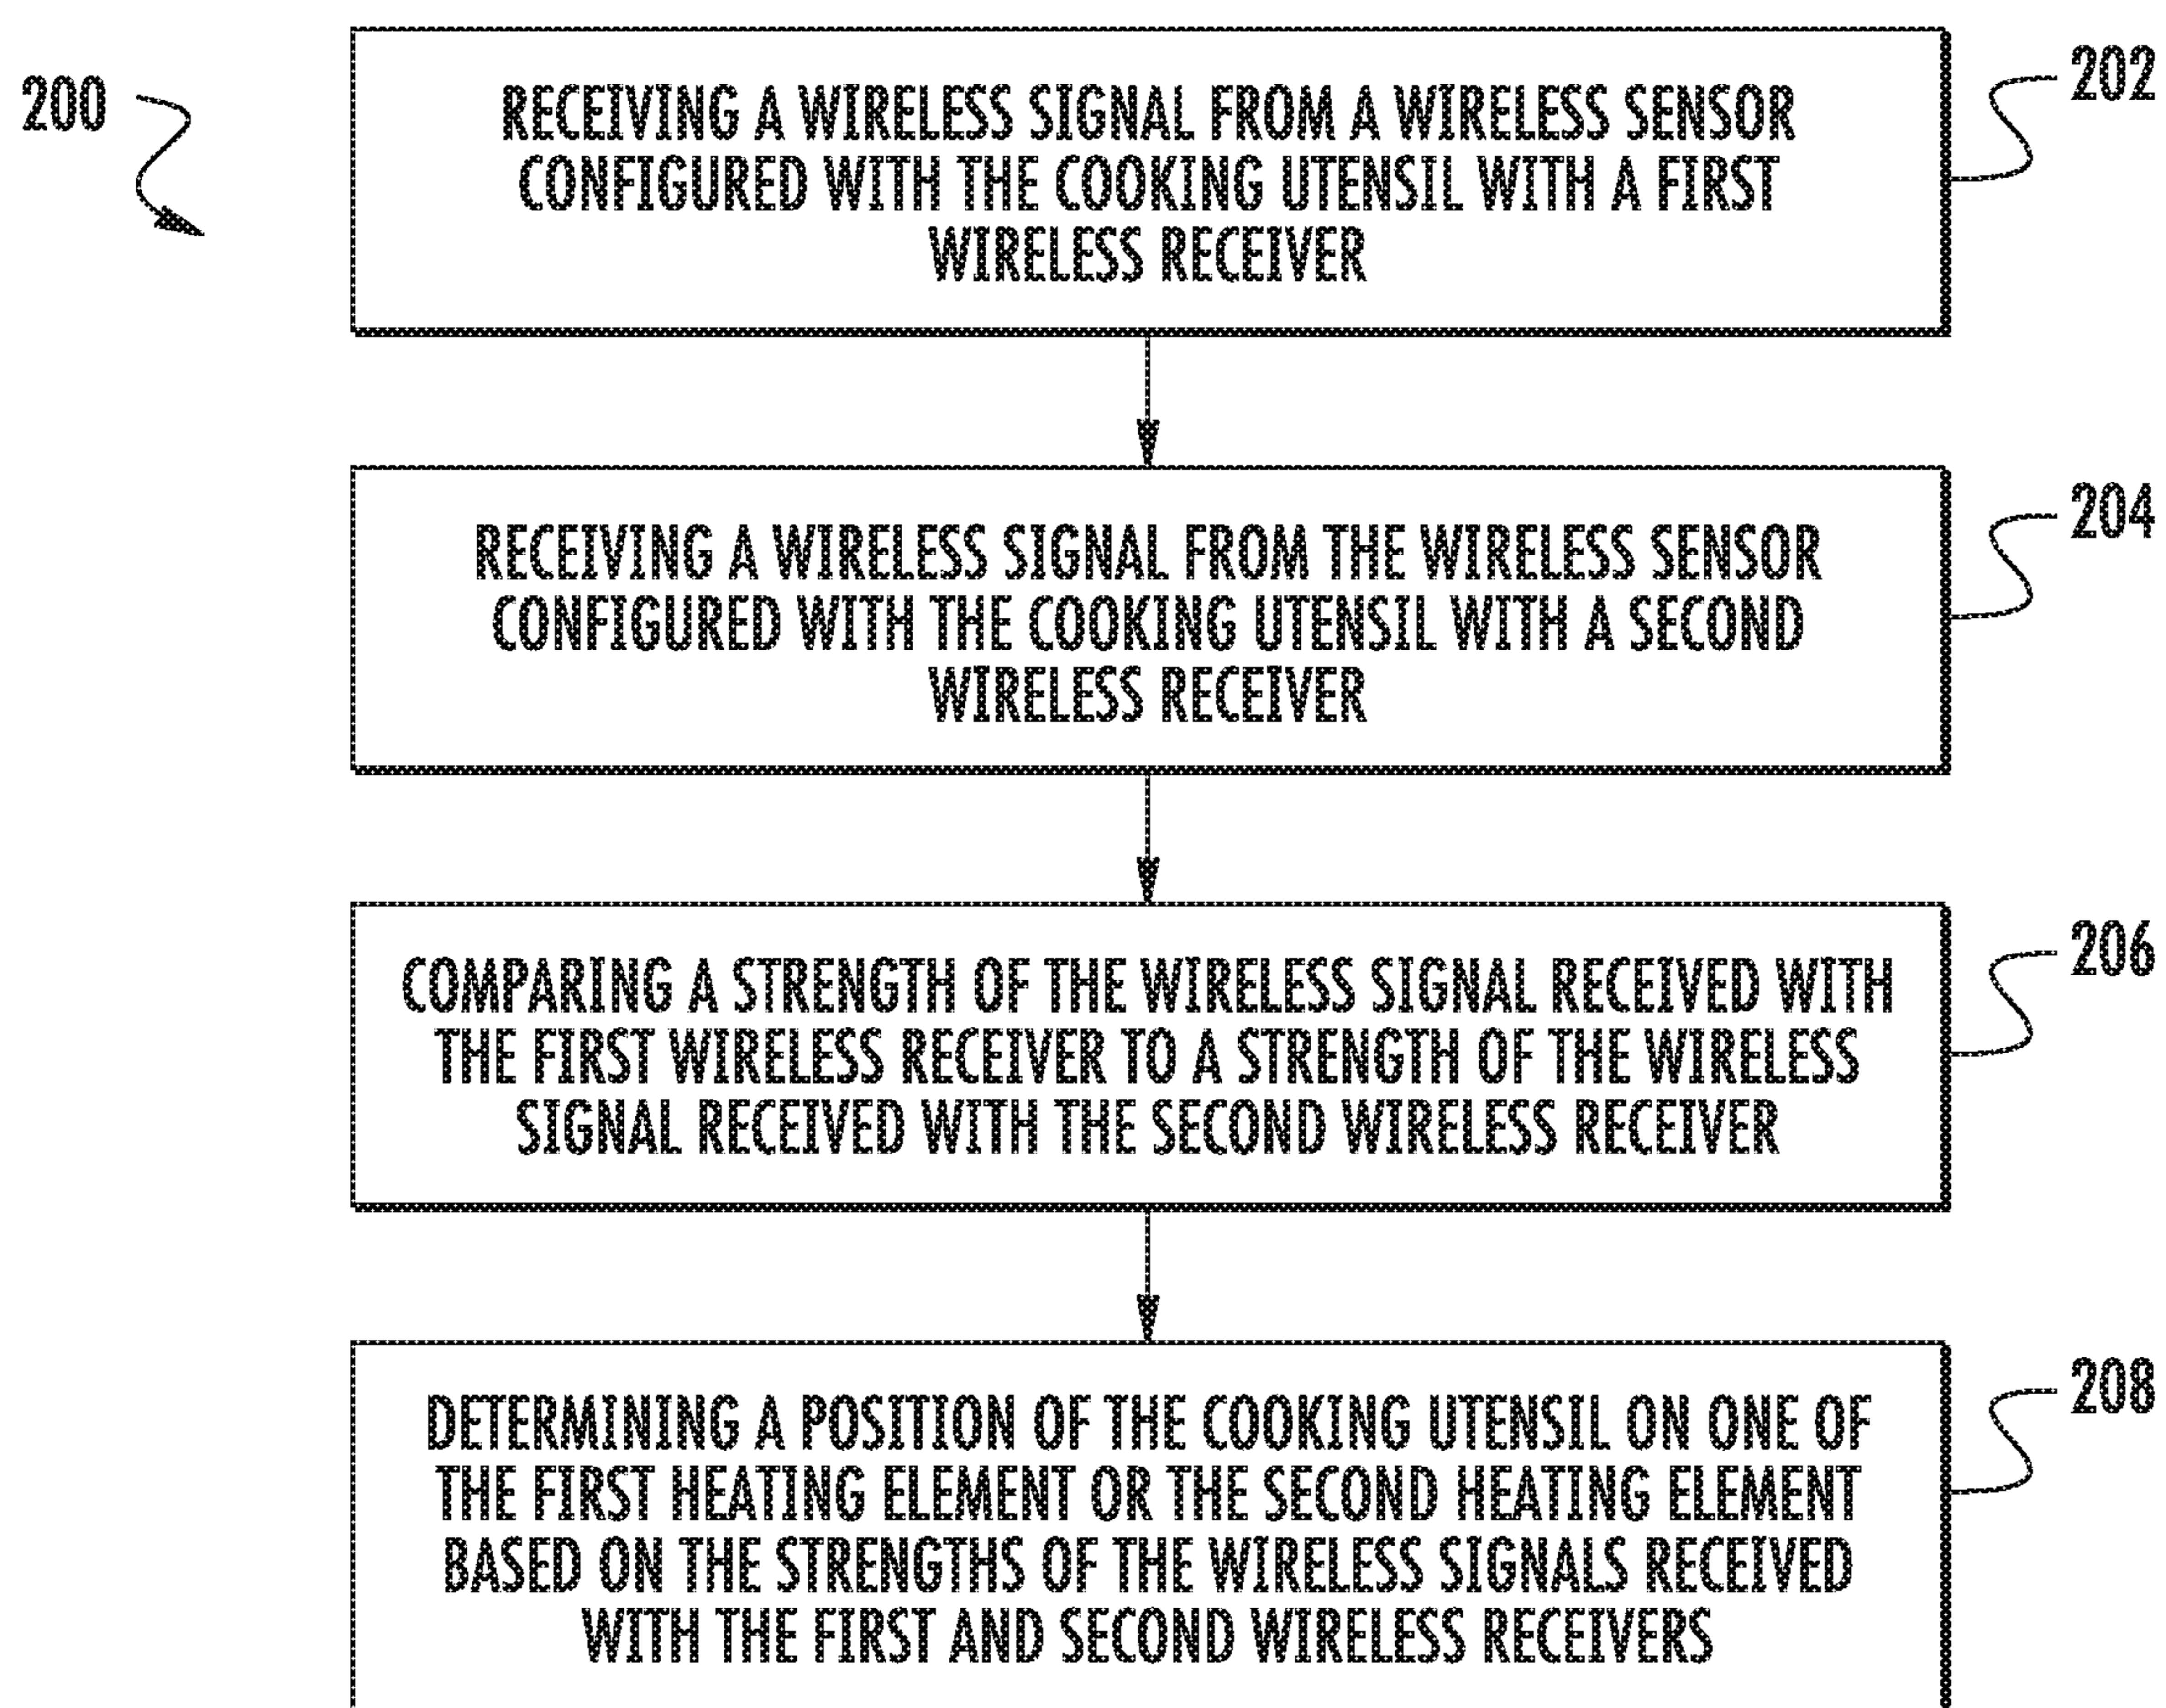 200
RECEIVING A WIRELESS SIGNAL FROM A WIRELESS SENSOR
CONFIGURED WITH THE COOKING UTENSIL WITH A FIRST
WIRELESS RECEIVER
202
RECEIVING A WIRELESS SIGNAL FROM THE WIRELESS SENSOR
CONFIGURED WITH THE COOKING UTENSIL WITH A SECOND
WIRELESS RECEIVER
204
COMPARING A STRENGTH OF THE WIRELESS SIGNAL RECEIVED WITH
THE FIRST WIRELESS RECEIVER TO A STRENGTH OF THE WIRELESS
SIGNAL RECEIVED WITH THE SECOND WIRELESS RECEIVER
206
DETERMINING A POSITION OF THE COOKING UTENSIL ON ONE OF
THE FIRST HEATING ELEMENT OR THE SECOND HEATING ELEMENT
BASED ON THE STRENGTHS OF THE WIRELESS SIGNALS RECEIVED
WITH THE FIRST AND SECOND WIRELESS RECEIVERS
208